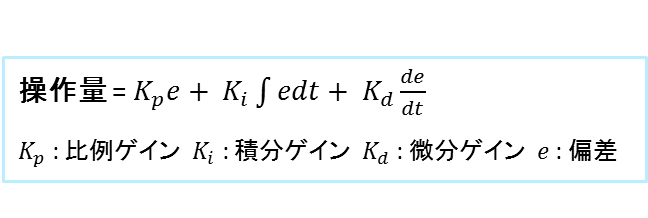 操作量 = K_p e + K_i ∫ edt + K_d de/dt
K_p : 比例ゲイン K_i : 積分ゲイン K_d : 微分ゲイン e : 偏差